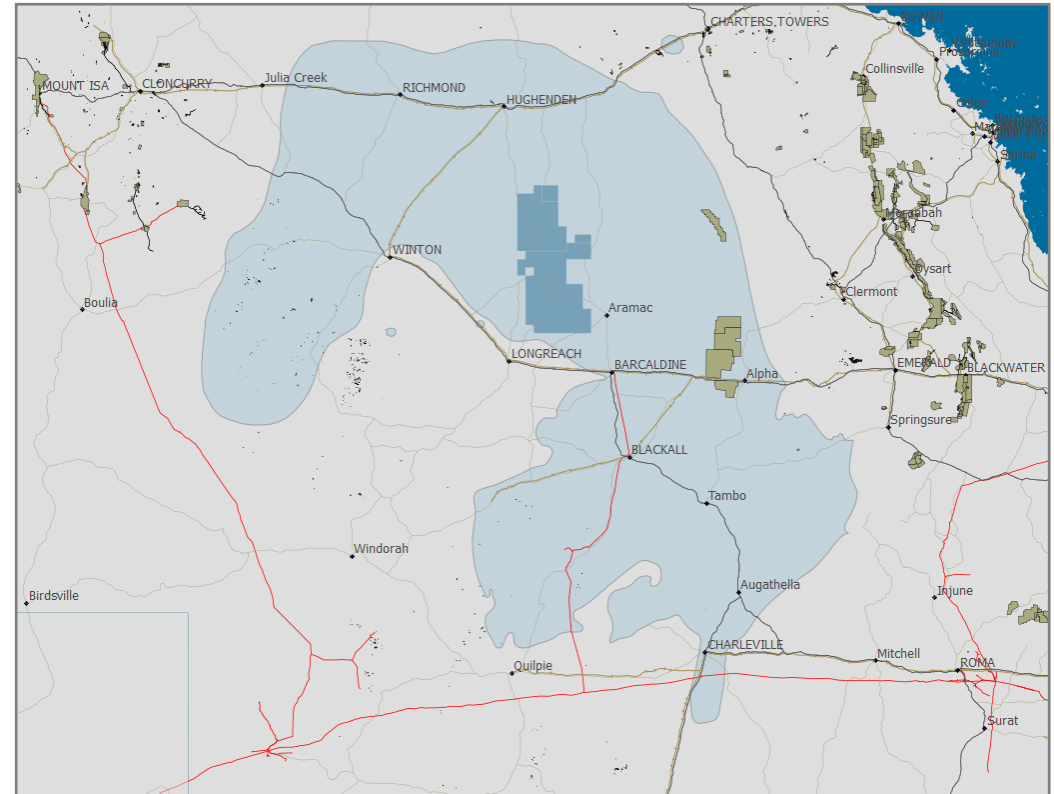 CHARTERS TOWERS
BOWEN
Collinsville
Julia Creek
MOUNT ISA
CLONCURRY
RICHMOND
HUGHENDEN
Sarina
Moranbah
WINTON
Dysart
Clermont
Boulia
Aramac
LONGREACH
BARCALDINE
Alpha
EMERALD
BLACKWATER
Springsure
BLACKALL
Tambo
Windorah
Augathella
Birdsville
Injune
CHARLEVILLE
Mitchell
ROMA
Quilpie
Surat